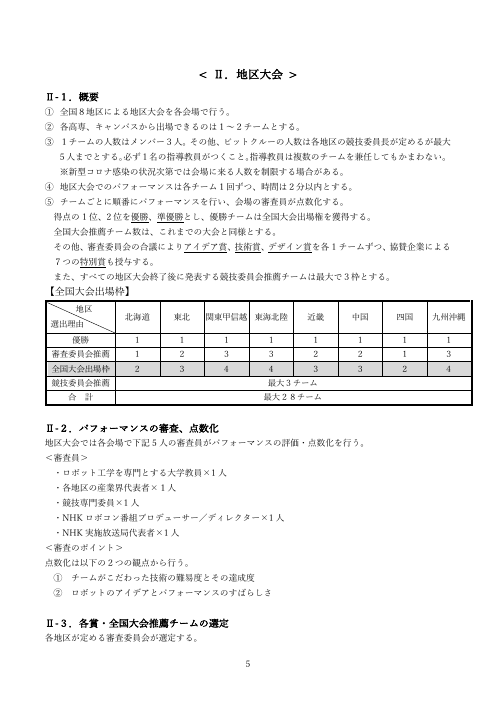 ＜ Ⅱ．地区大会 ＞
Ⅱ-１．概要
① 全国８地区による地区大会を各会場で行う。
② 各高専、キャンパスから出場できるのは１～２チームとする。
③ １チームの人数はメンバー３人。その他、ピットクルーの人数は各地区の競技委員長が定めるが最大
５人までとする。必ず１名の指導教員がつくこと。指導教員は複数のチームを兼任してもかまわない。
※新型コロナ感染の状況次第では会場に来る人数を制限する場合がある。
④ 地区大会でのパフォーマンスは各チーム１回ずつ、時間は２分以内とする。
⑤ チームごとに順番にパフォーマンスを行い、会場の審査員が点数化する。
得点の１位、２位を優勝、準優勝とし、優勝チームは全国大会出場権を獲得する。
全国大会推薦チーム数は、これまでの大会と同様とする。
その他、審査委員会の合議によりアイデア賞、技術賞、デザイン賞を各１チームずつ、協賛企業による
７つの特別賞も授与する。
また、すべての地区大会終了後に発表する競技委員会推薦チームは最大で３枠とする。
【全国大会出場枠】
地区
選出理由 北海道 東北 関東甲信越 東海北陸 近畿 中国 四国 九州沖縄
優勝 1 1 1 1 1 1 1 1
審査委員会推薦 1 2 3 3 2 2 1 3
全国大会出場枠 2 3 4 4 3 3 2 4
競技委員会推薦 最大３チーム
合 計 最大２８チーム
Ⅱ-２．パフォーマンスの審査、点数化
地区大会では各会場で下記５人の審査員がパフォーマンスの評価・点数化を行う。
＜審査員＞
・ロボット工学を専門とする大学教員×１人
・各地区の産業界代表者×１人
・競技専門委員×１人
・NHK ロボコン番組プロデューサー／ディレクター×１人
・NHK 実施放送局代表者×１人
＜審査のポイント＞
点数化は以下の２つの観点から行う。
① チームがこだわった技術の難易度とその達成度
② ロボットのアイデアとパフォーマンスのすばらしさ
Ⅱ-３．各賞・全国大会推薦チームの選定
各地区が定める審査委員会が選定する。
5